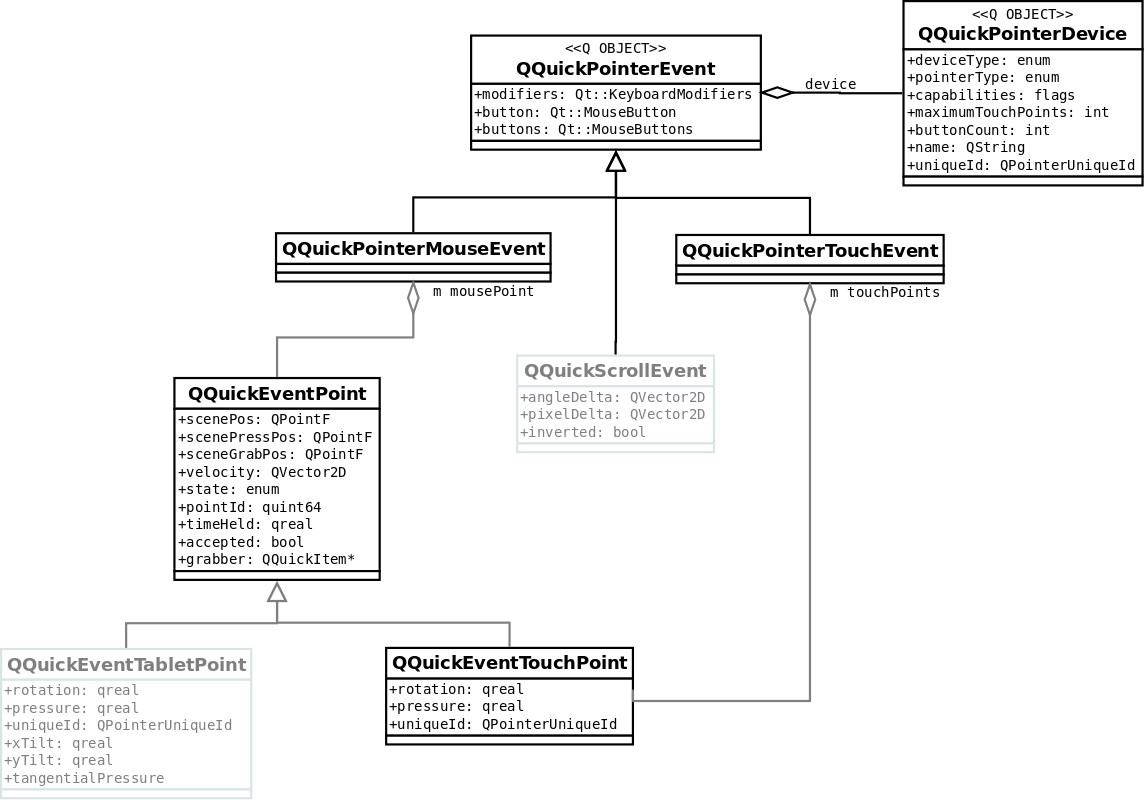 <<Q OBJECT>>
QQuickPointerDevice
+deviceType: enum
+pointerType: enum
+capabilities: flags
+maximumTouchPoints: int
+buttonCount: int
+name: QString
+uniqueId: QPointerUniqueId
<<Q OBJECT>>
QQuickPointerEvent
+modifiers: Qt::KeyboardModifiers
+button: Qt::MouseButton
+buttons: Qt::MouseButtons
device
QQuickPointerMouseEvent
QQuickPointerTouchEvent
m mousePoint
m touchPoints
QQuickScrollEvent
+angleDelta: QVector2D
+pixelDelta: QVector2D
+inverted: bool
QQuickEventPoint
+scenePos: QPointF
+scenePressPos: QPointF
+sceneGrabPos: QPointF
+velocity: QVector2D
+state: enum
+pointId: quint64
+timeHeld: qreal
+accepted: bool
+grabber: QQuickItem*
QQuickEventTabletPoint
+rotation: qreal
+pressure: qreal
+uniqueId: QPointerUniqueId
+xTilt: qreal
+yTilt: qreal
+tangentialPressure
QQuickEventTouchPoint
+rotation: qreal
+pressure: qreal
+uniqueId: QPointerUniqueId